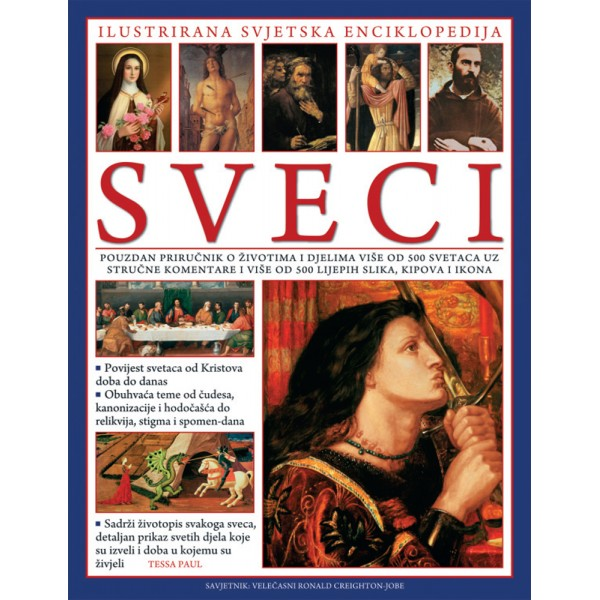 ILUSTRIRANA SVJETSKA ENCIKLOPEDIJA
SVECI
POUZDAN PRIRUČNIK O ŽIVOTIMA I DJELIMA VIŠE OD 500 SVETACA UZ
STRUČNE KOMENTARE I VIŠE OD 500 LIJEPIH SLIKA, KIPOVA I IKONA
▪ Povijest svetaca od Kristova
doba do danas
▪ Obuhvaća teme od čudesa,
kanonizacije i hodočašća do
relikvija, stigma i spomen-dana
▪ Sadrži životopis svakoga sveca,
detaljan prikaz svetih djela koje
su izveli i doba u kojemu su
živjeli TESSA PAUL
SAVJETNIK: VELEČASNI RONALD CREIGHTON-JOBE